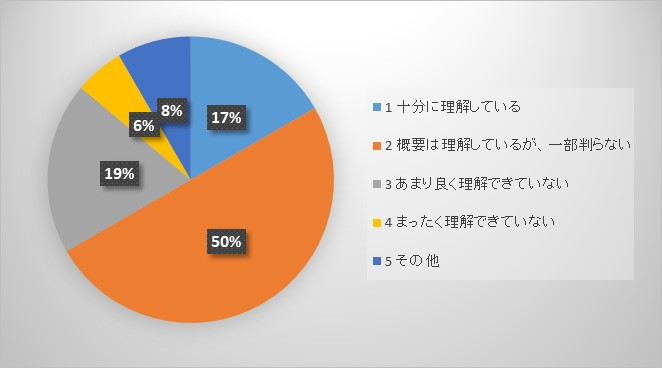 17%
50%
19%
6%
8%
1 十分に理解している
2 概要は理解しているが、一部判らない
3 あまり良く理解できていない
4 まったく理解できていない
5 その他